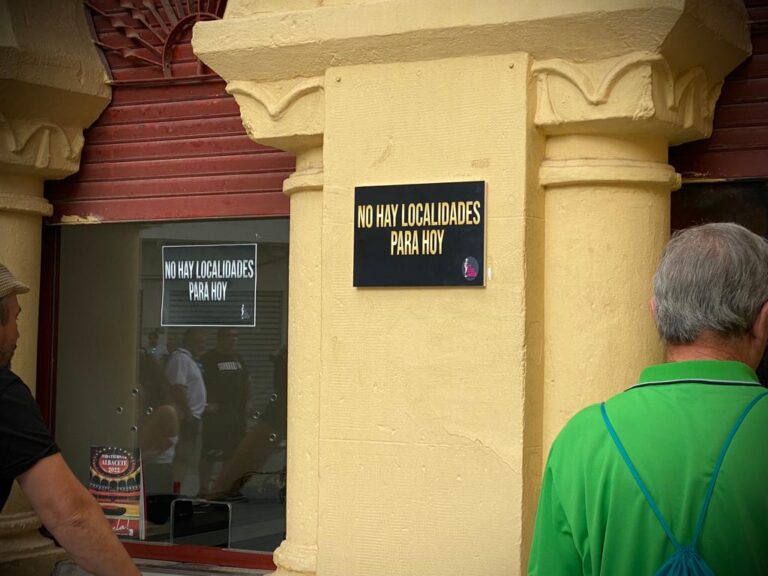 NO HAY LOCALIDADES
PARA HOY
NO HAY LOCALIDADES
PARA HOY
ALBACETE